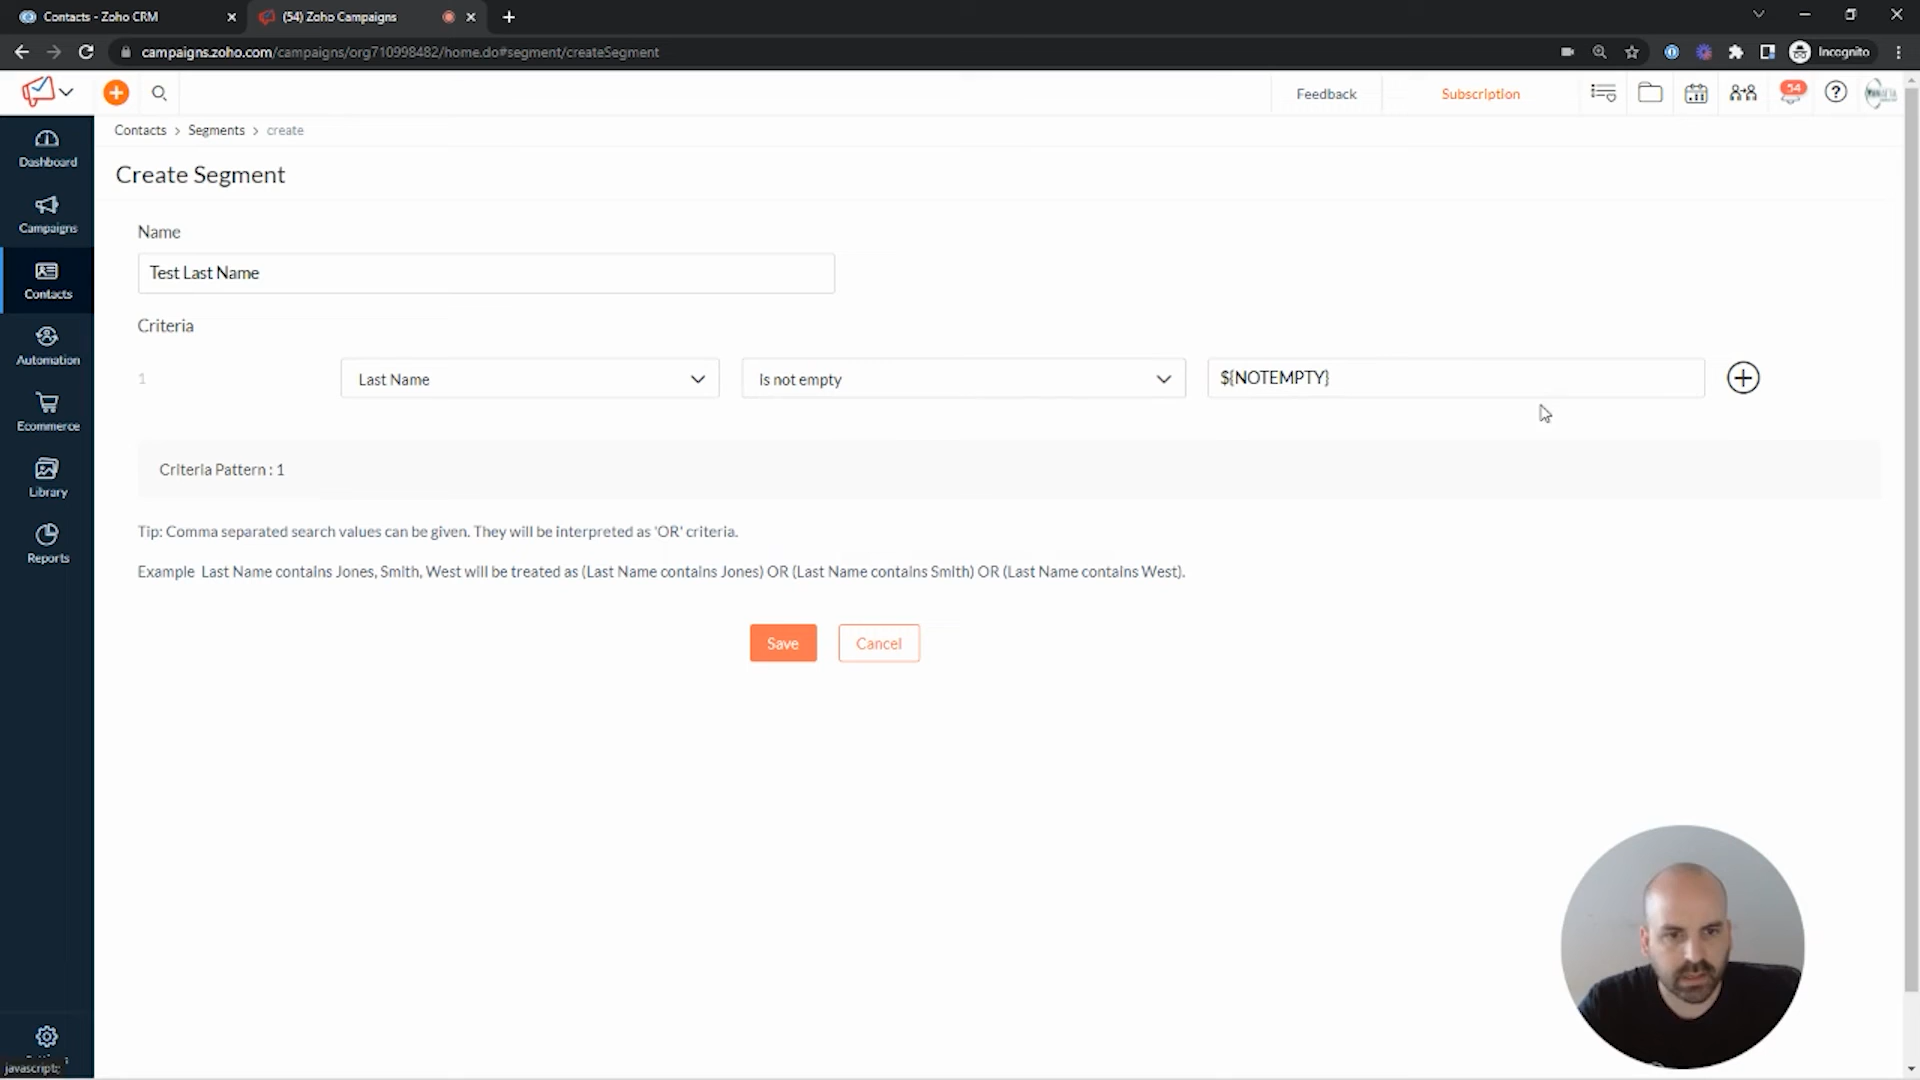 Contacts - Zoho CRM
(54) Zoho Campaigns
campaigns.zoho.com/campaigns/org710998482/home.do#segment/createSegment
Incognito
Feedback
Subscription
54
Contacts > Segments > create
Dashboard
Campaigns
Contacts
Automation
Ecommerce
Library
Reports
Create Segment
Name
Test Last Name
Criteria
1
Last Name
Is not empty
${NOTEMPTY}
Criteria Pattern : 1
Tip: Comma separated search values can be given. They will be interpreted as 'OR' criteria.
Example Last Name contains Jones, Smith, West will be treated as (Last Name contains Jones) OR (Last Name contains Smith) OR (Last Name contains West).
Save
Cancel
javascript:;